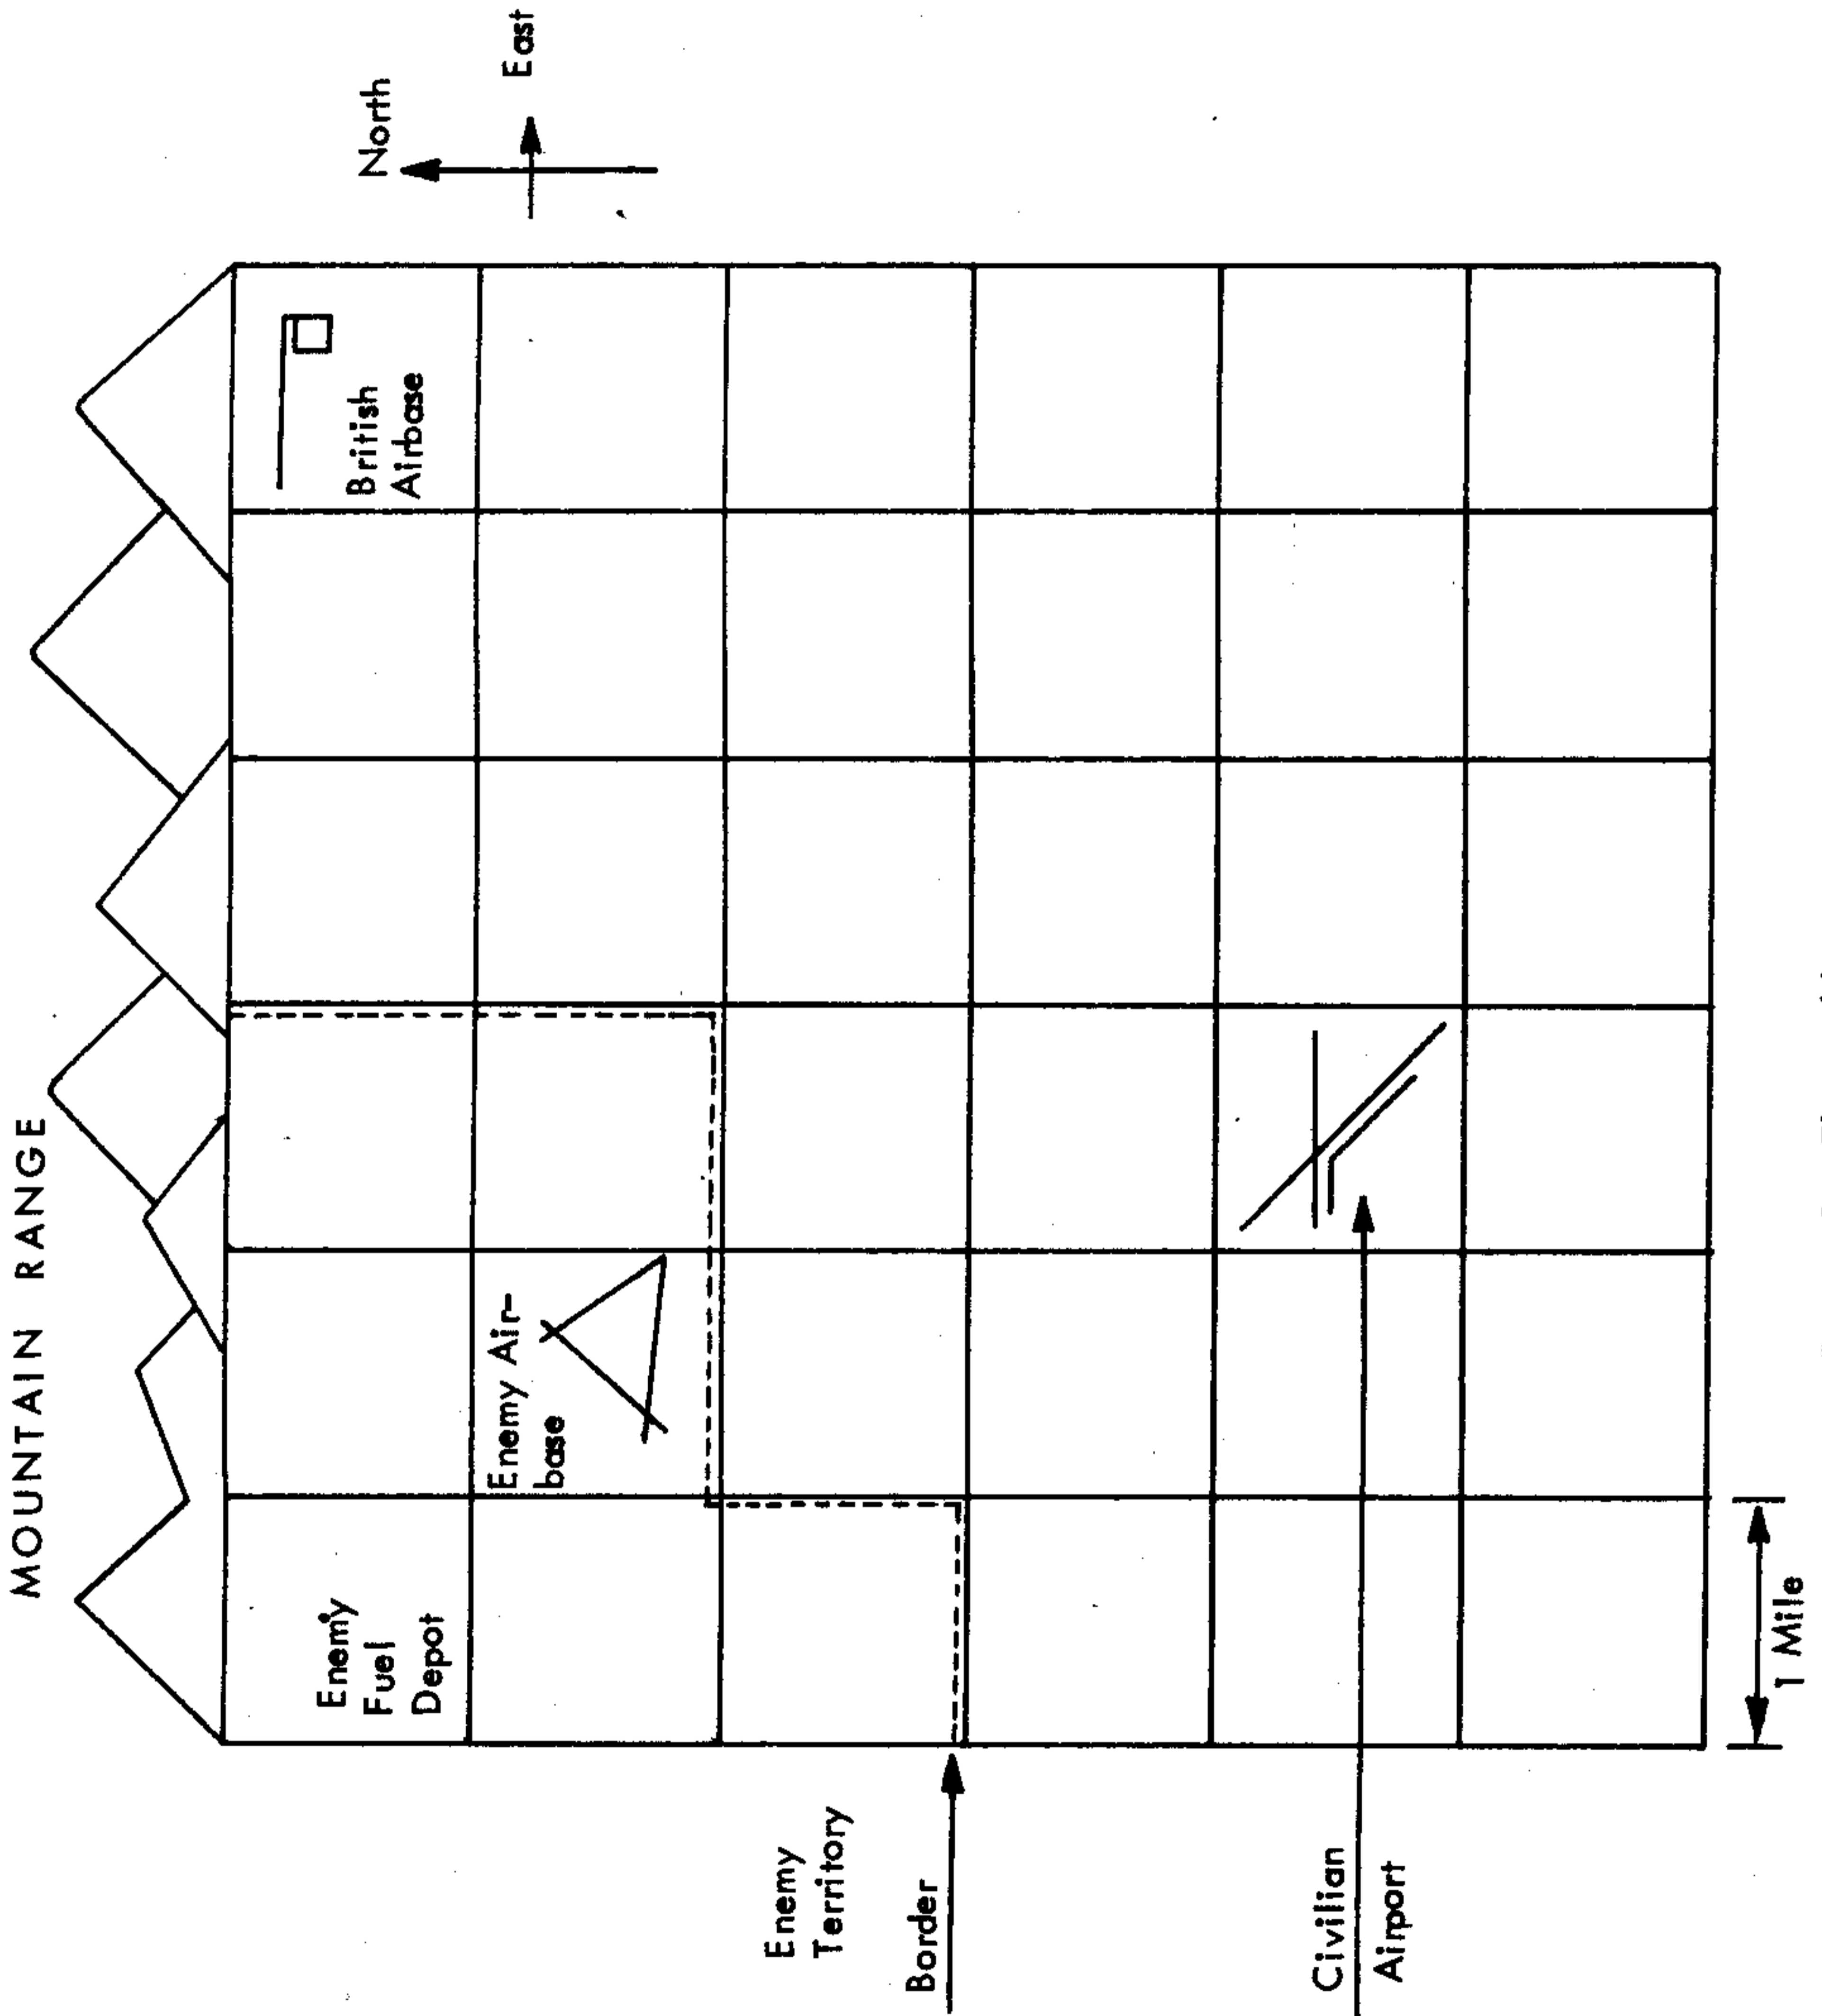 MOUNTAIN RANGE
North
East
British
Airbase
Enemy Air-
base
Enemy
Fuel
Depot
Enemy
Territory
Border
Civilian
Airport
1 Mile